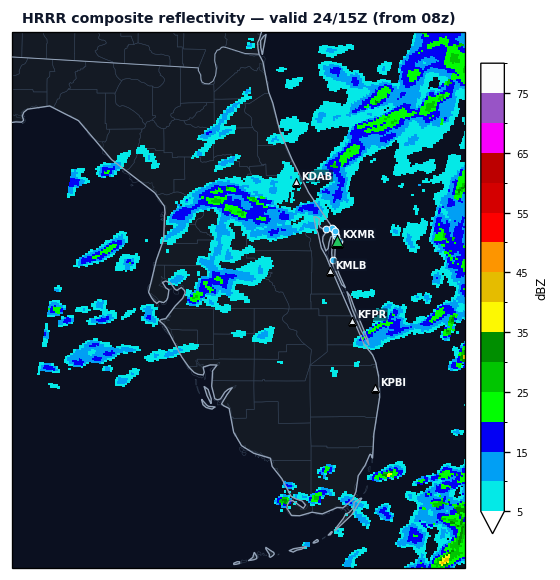 HRRR composite reflectivity — valid 24/15Z (from 08z)
KDAB
KXMR
KMLB
KFPR
KPBI
75
65
55
45
35
25
15
5
dBZ